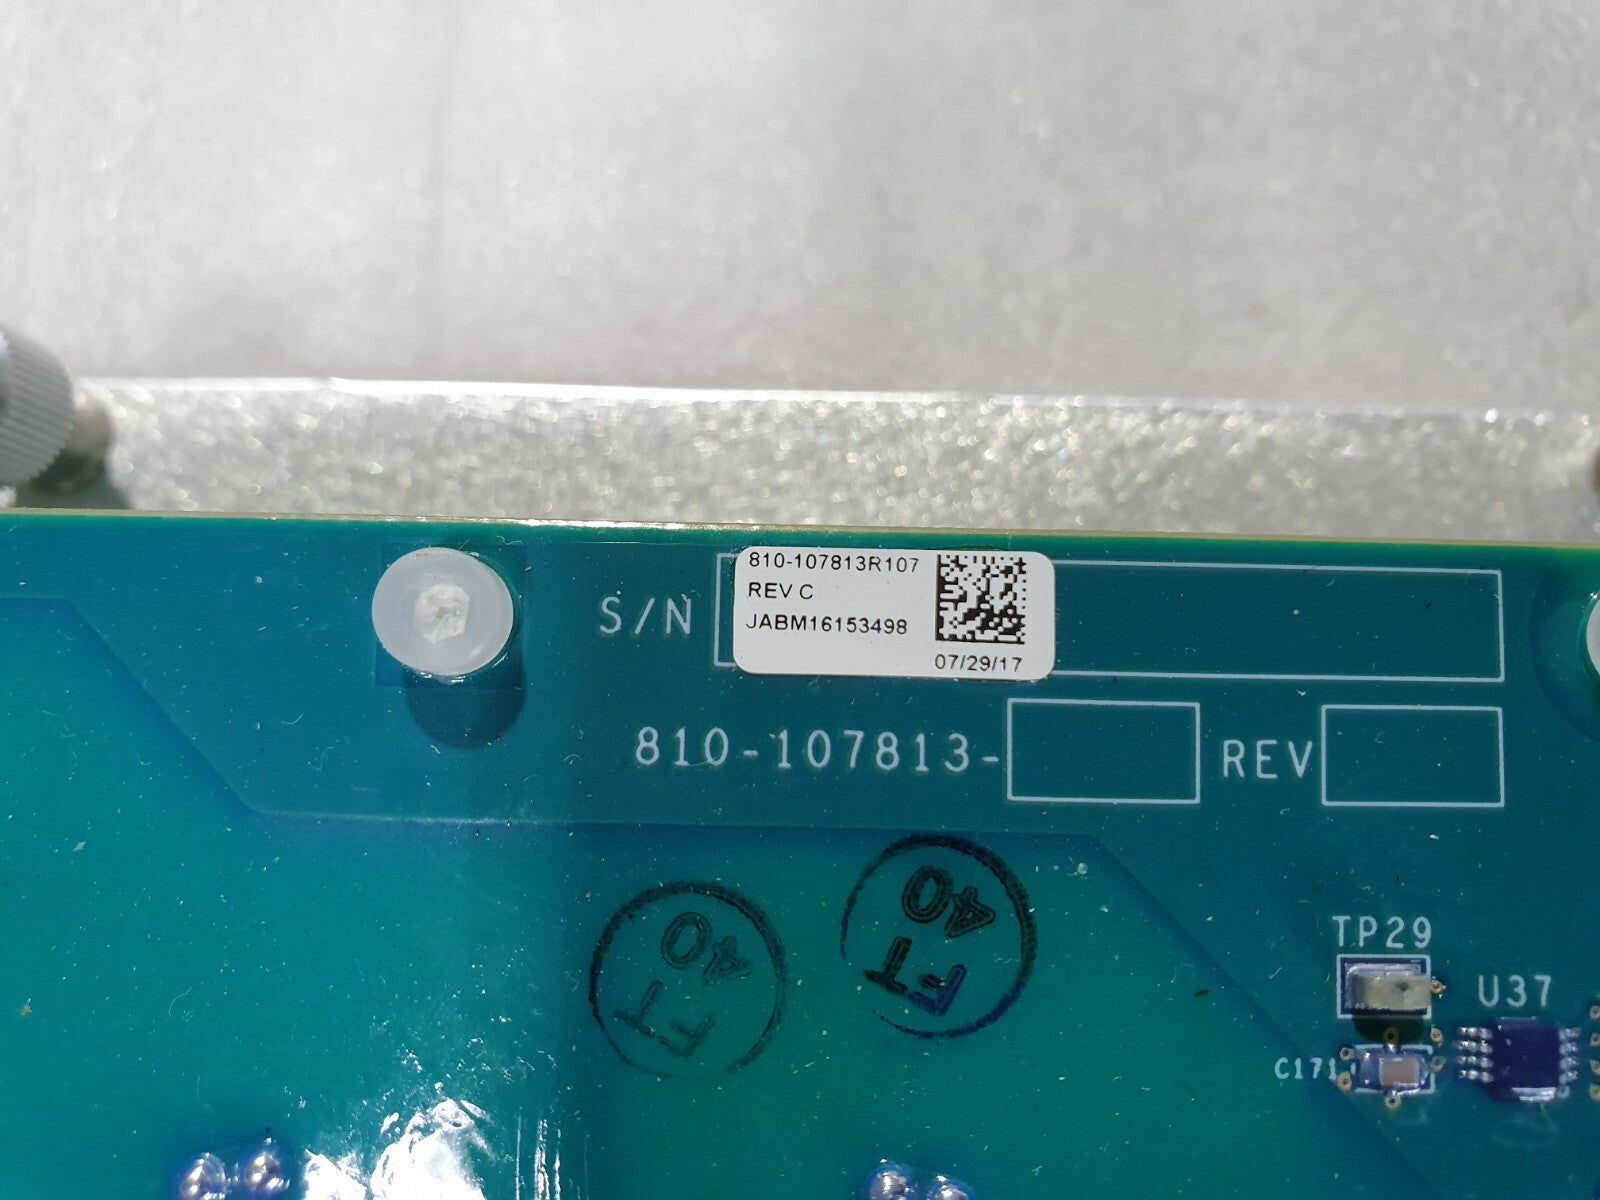 810-107813R107
REV C
JABM16153498
07/29/17
S/N
810-107813-
REV
40
FT
40
FT
TP29
U37
C171